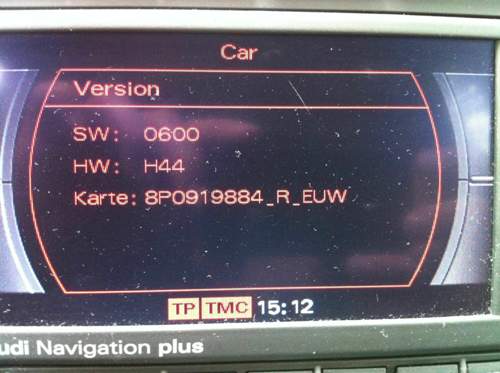 Car
Version
SW: 0600
HW: H44
Karte: 8P0919884_R_EUW
TP TMC 15:12
udi Navigation plus